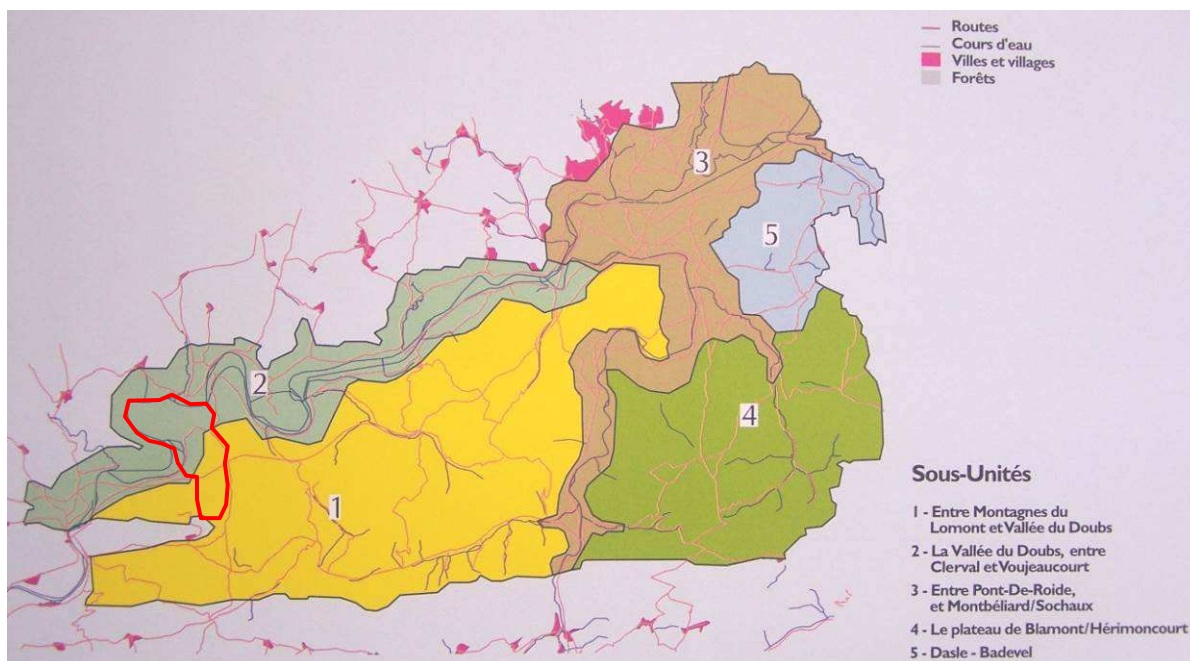 Routes
Cours d'eau
Villes et villages
Forêts
3
5
2
4
1
Sous-Unités
1 - Entre Montagnes du
Lomont et Vallée du Doubs
2 - La Vallée du Doubs, entre
Clerval et Voujeaucourt
3 - Entre Pont-De-Roide,
et Montbéliard/Sochaux
4 - Le plateau de Blamont/Hérimoncourt
5 - Dasle - Badevel